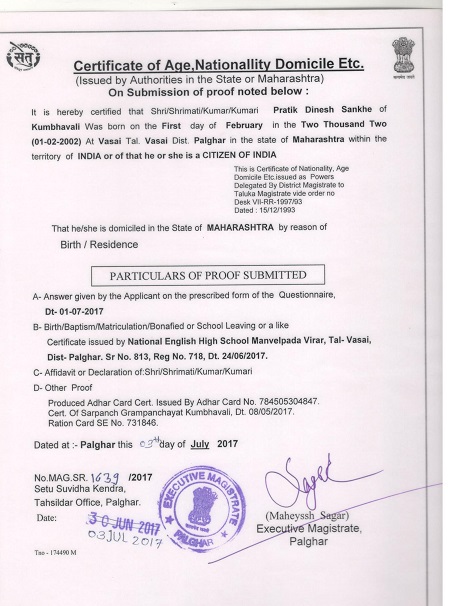 सेतु
सत्यमेव जयते
Certificate of Age,Nationallity Domicile Etc.
(Issued by Authorities in the State or Maharashtra)
On Submission of proof noted below :
It is hereby certified that Shri/Shrimati/Kumar/Kumari Pratik Dinesh Sankhe of
Kumbhavali Was born on the First day of February in the Two Thousand Two
(01-02-2002) At Vasai Tal. Vasai Dist. Palghar in the state of Maharashtra within the
territory of INDIA or of that he or she is a CITIZEN OF INDIA
This is Certificate of Nationality, Age
Domicile Etc.issued as Powers
Delegated By District Magistrate to
Taluka Magistrate vide order no
Desk VII-RR-1997/93
Dated : 15/12/1993
That he/she is domiciled in the State of MAHARASHTRA by reason of
Birth / Residence
PARTICULARS OF PROOF SUBMITTED
A- Answer given by the Applicant on the prescribed form of the Questionnaire,
Dt- 01-07-2017
B- Birth/Baptism/Matriculation/Bonafied or School Leaving or a like
Certificate issued by National English High School Manvelpada Virar, Tal- Vasai,
Dist- Palghar. Sr No. 813, Reg No. 718, Dt. 24/06/2017.
C- Affidavit or Declaration of:Shri/Shrimati/Kumar/Kumari
D- Other Proof
Produced Adhar Card Cert. Issued By Adhar Card No. 784505304847.
Cert. Of Sarpanch Grampanchayat Kumbhavali, Dt. 08/05/2017.
Ration Card SE No. 731846.
Dated at :- Palghar this 03th day of July 2017
No.MAG.SR. 1639 /2017
Setu Suvidha Kendra,
Tahsildar Office, Palghar.
Date: 30 JUN 2017
03 JUL 2017
EXECUTIVE MAGISTRATE
PALGHAR
Sagar
(Maheyssh Sagar)
Executive Magistrate,
Palghar
Tno - 174490 M